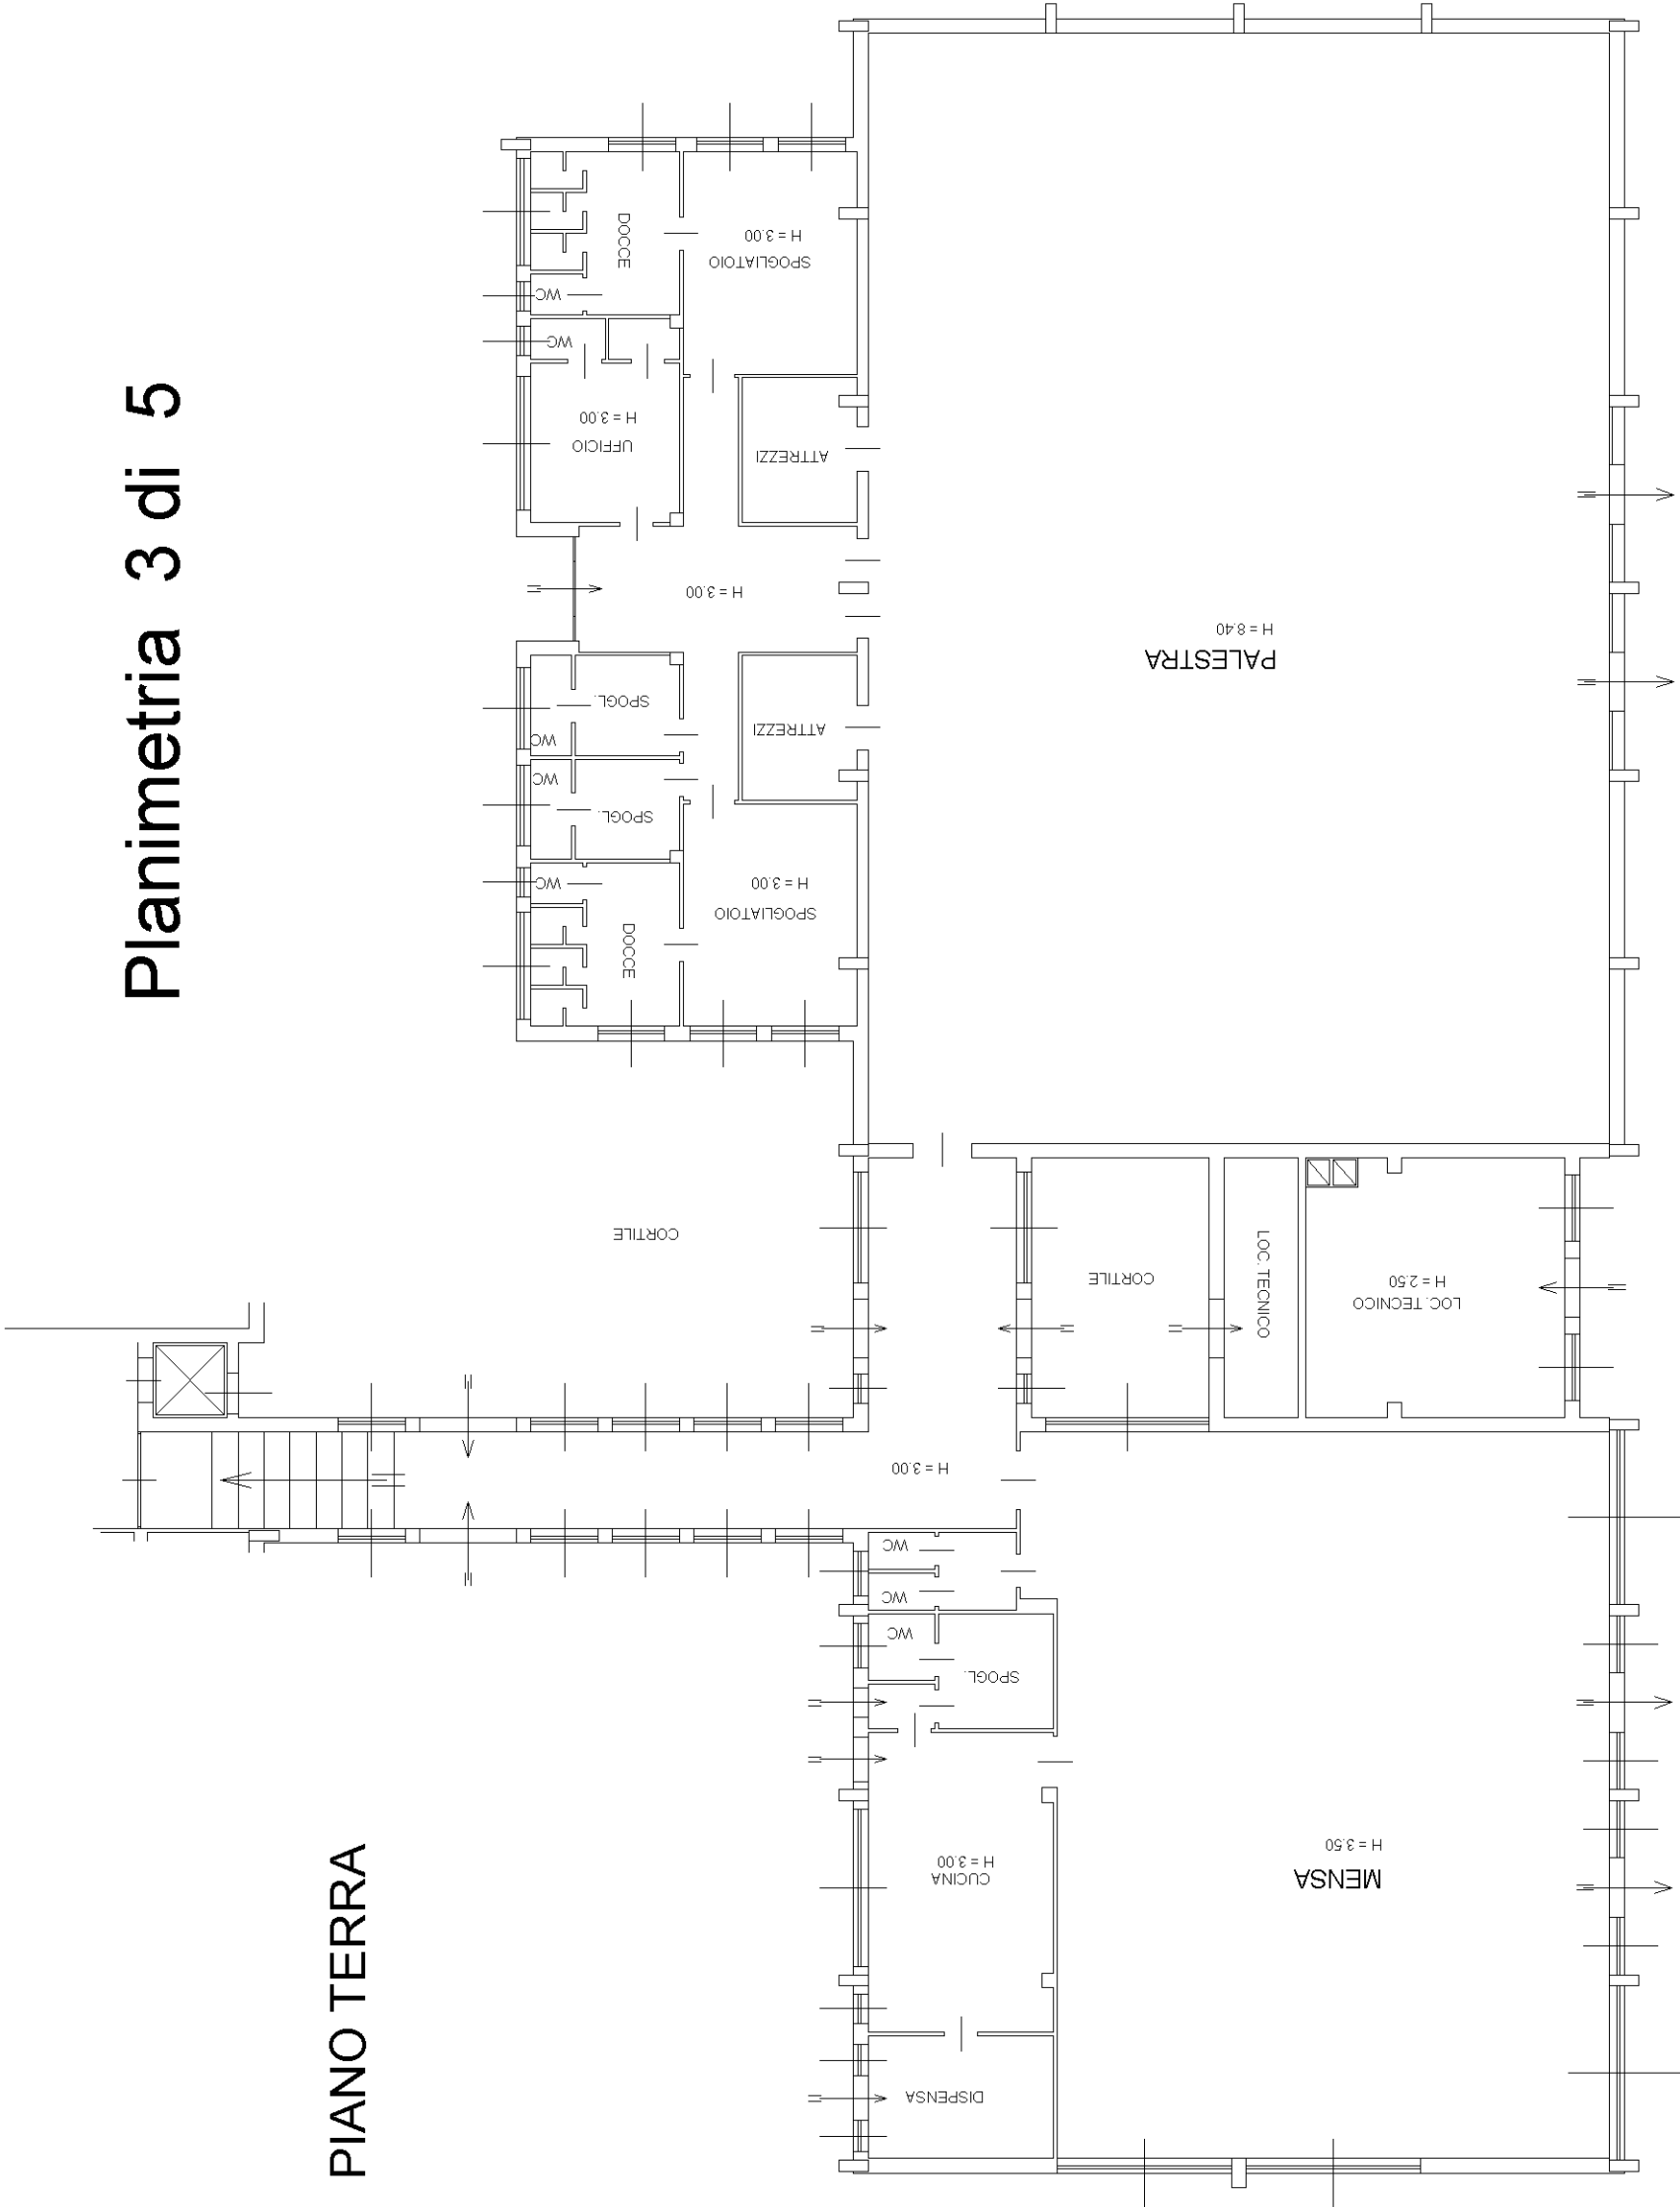 Planimetria 3 di 5
PIANO TERRA
DOCCE
H = 3.00
SPOGLIATOIO
WC
WC
H = 3.00
UFFICIO
ATTREZZI
H = 3.00
H = 8.40
PALESTRA
SPOGL.
WC
ATTREZZI
WC
SPOGL.
WC
H = 3.00
SPOGLIATOIO
DOCCE
CORTILE
CORTILE
LOC. TECNICO
H = 2.50
LOC. TECNICO
H = 3.00
WC
WC
WC
SPOGL.
H = 3.00
CUCINA
H = 3.50
MENSA
DISPENSA